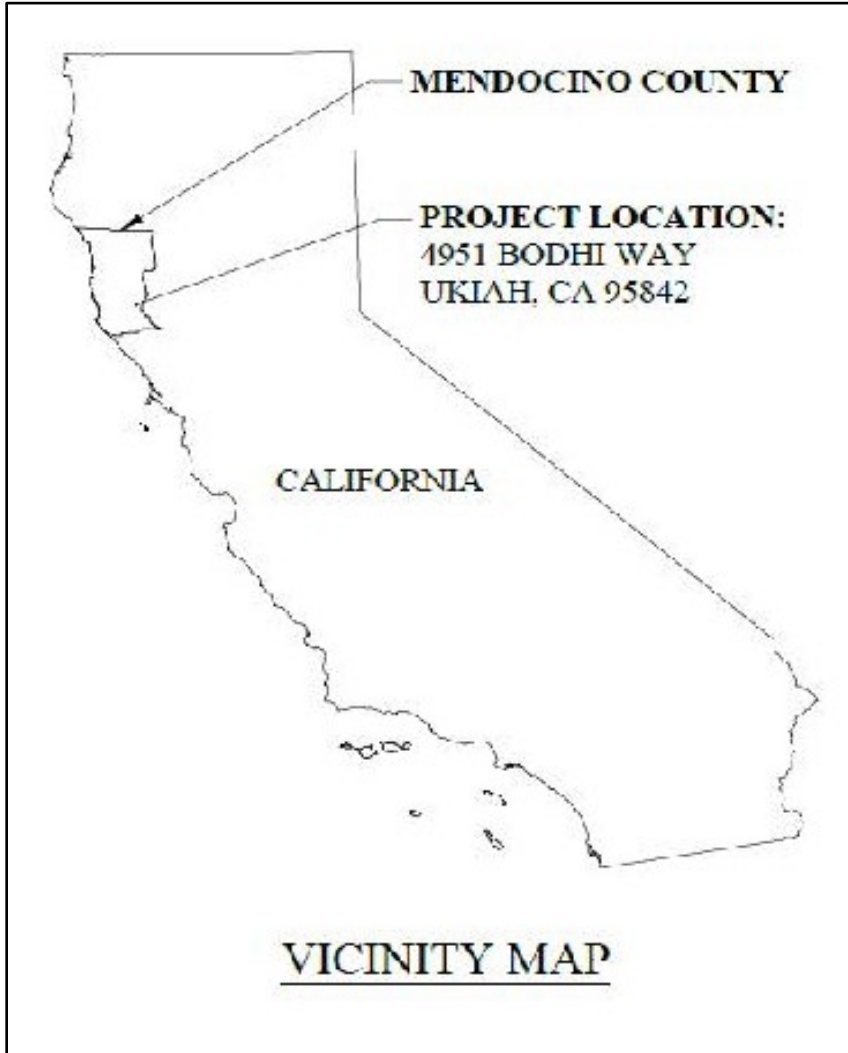 MENDOCINO COUNTY
PROJECT LOCATION:
4951 BODHI WAY
UKIAH, CA 95842
CALIFORNIA
VICINITY MAP